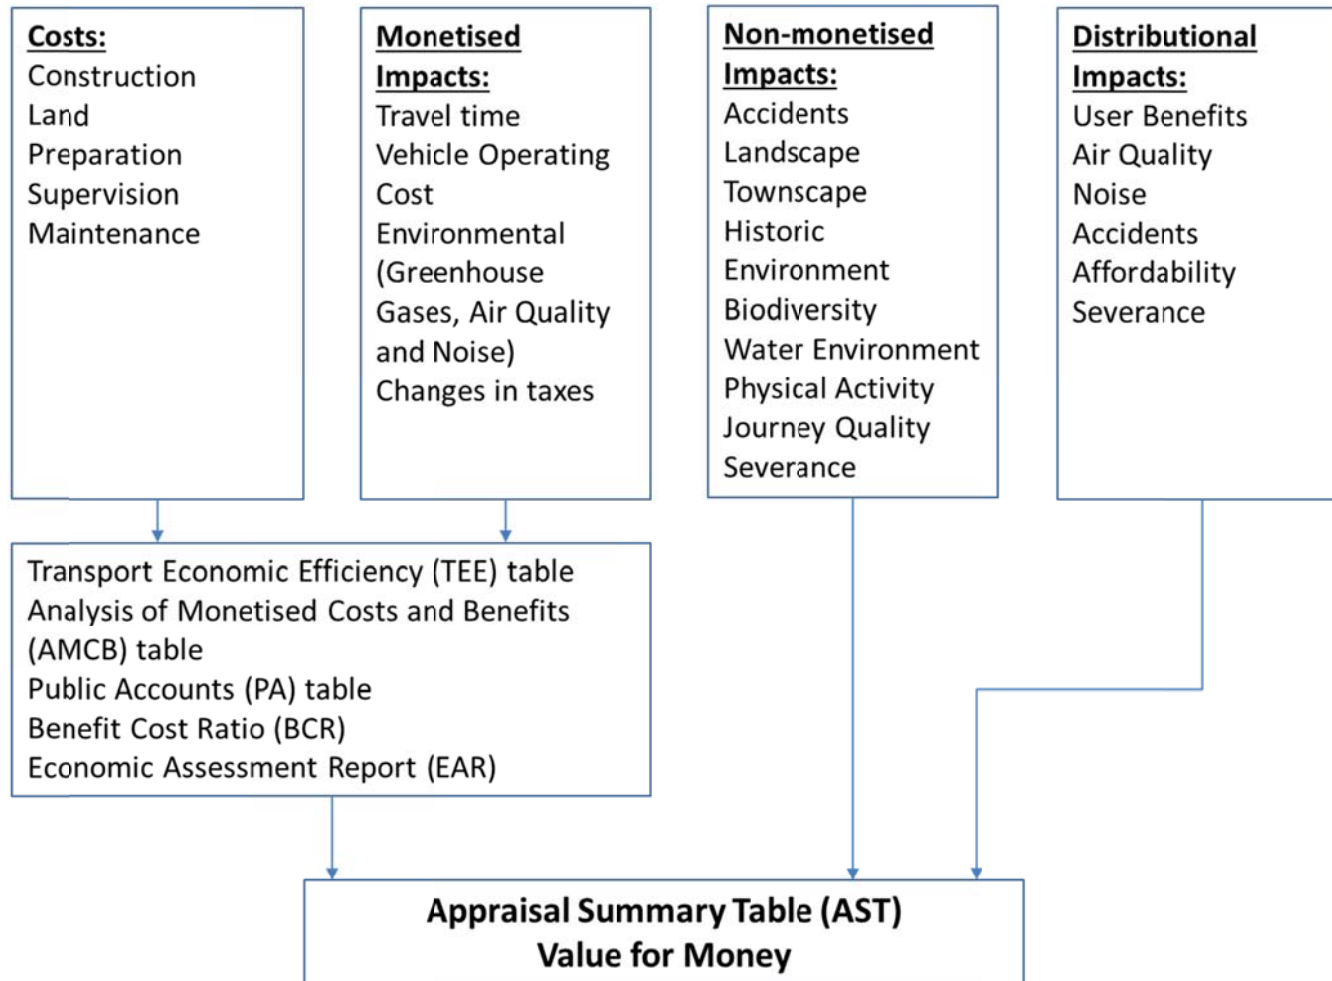 Costs:
Construction
Land
Preparation
Supervision
Maintenance
Monetised
Impacts:
Travel time
Vehicle Operating
Cost
Environmental
(Greenhouse
Gases, Air Quality
and Noise)
Changes in taxes
Non-monetised
Impacts:
Accidents
Landscape
Townscape
Historic
Environment
Biodiversity
Water Environment
Physical Activity
Journey Quality
Severance
Distributional
Impacts:
User Benefits
Air Quality
Noise
Accidents
Affordability
Severance
Transport Economic Efficiency (TEE) table
Analysis of Monetised Costs and Benefits
(AMCB) table
Public Accounts (PA) table
Benefit Cost Ratio (BCR)
Economic Assessment Report (EAR)
Appraisal Summary Table (AST)
Value for Money